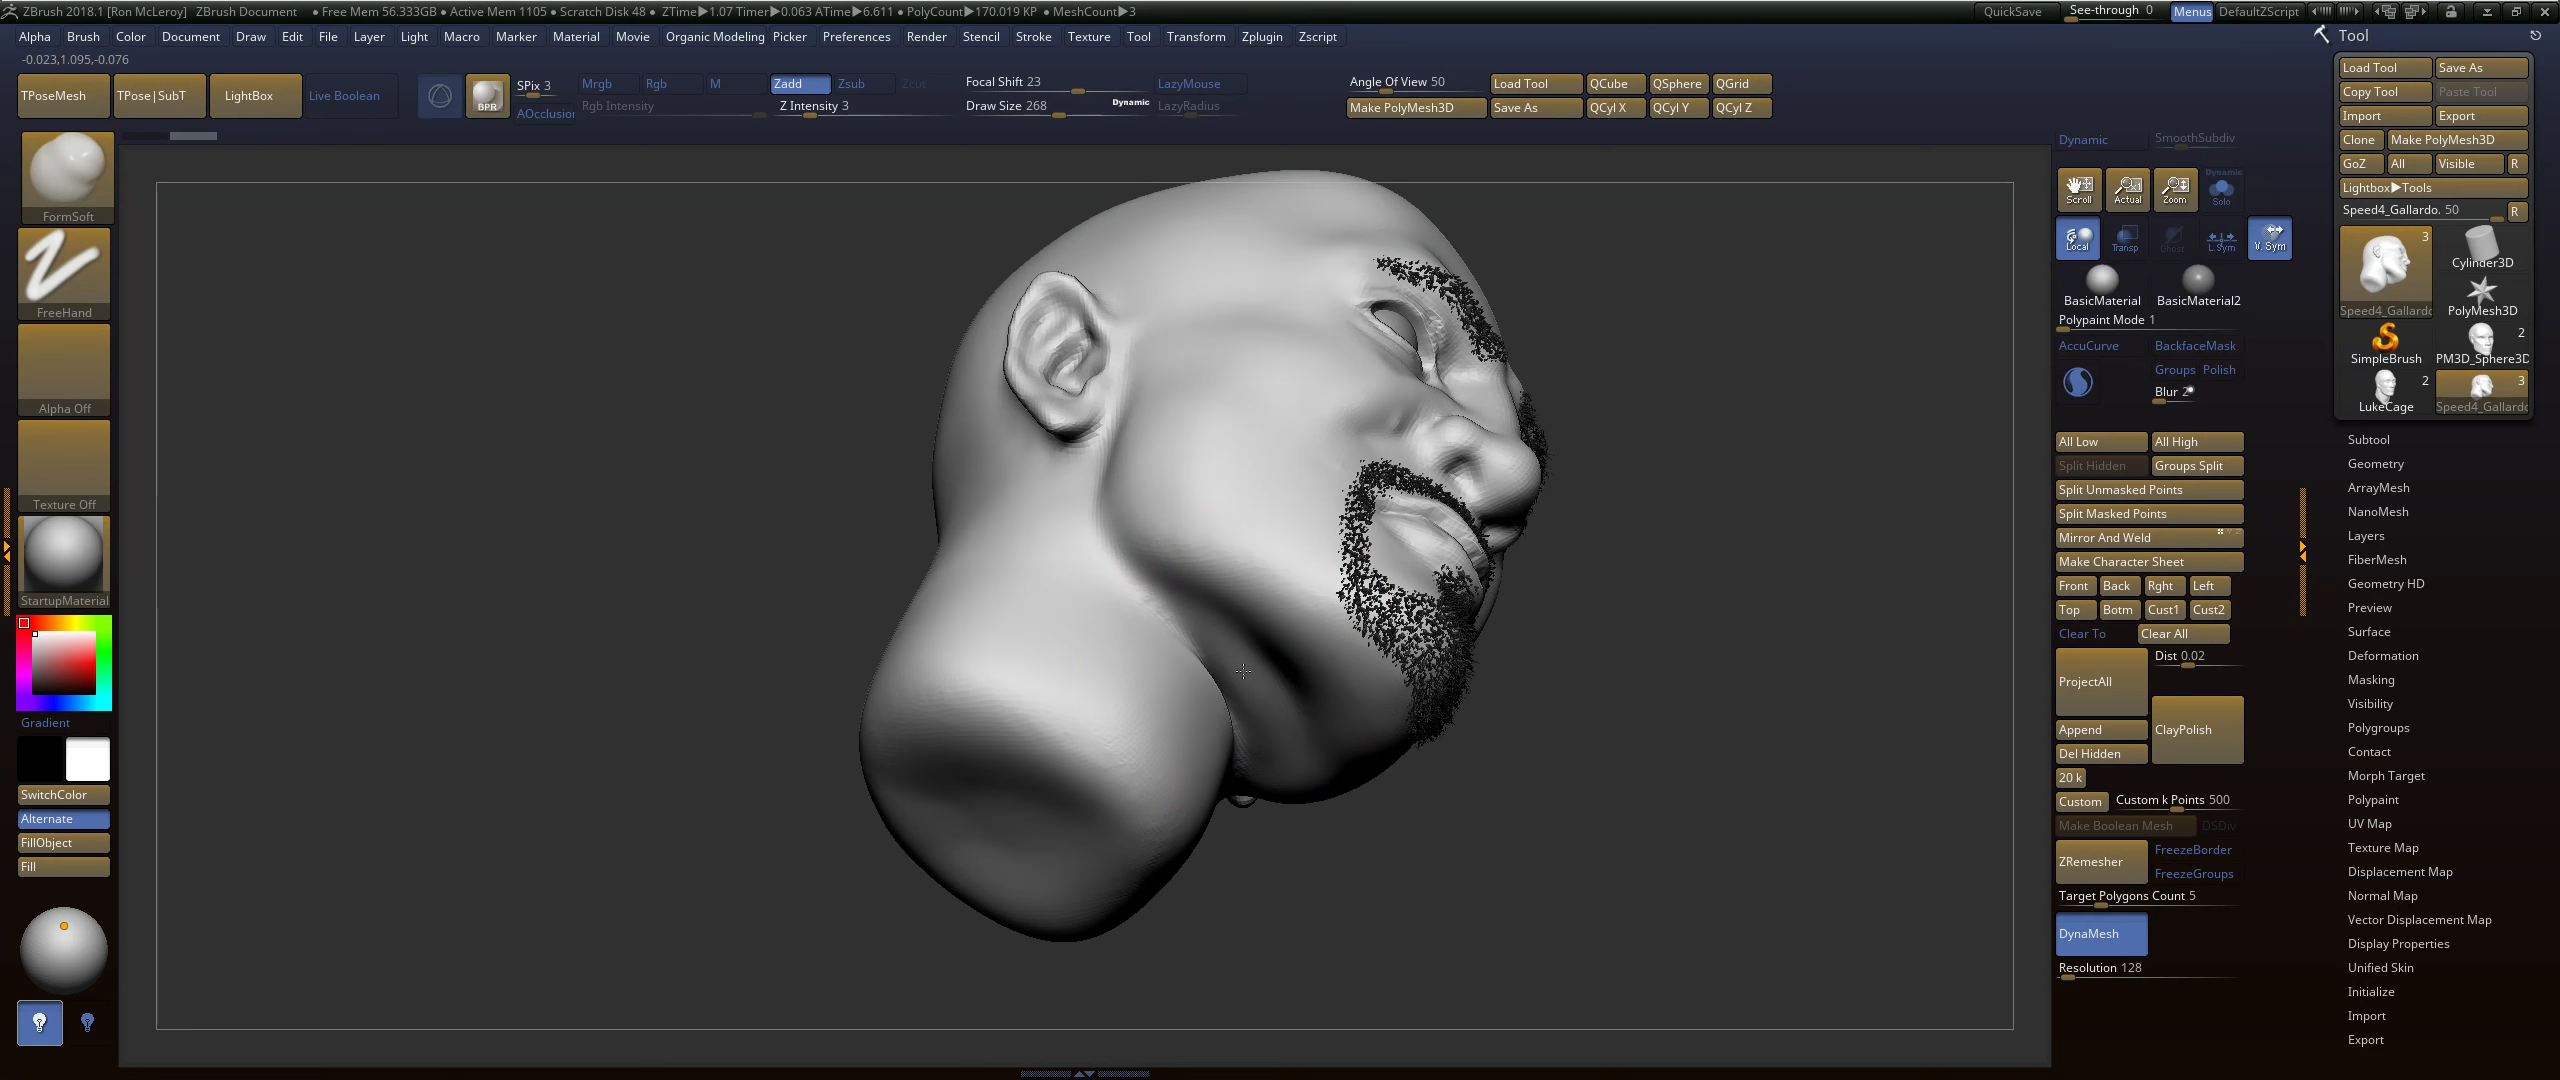 ZBrush 2018.1 [Ron McLeroy] ZBrush Document ● Free Mem 56.333GB ● Active Mem 1105 ● Scratch Disk 48 ● ZTime▶1.07 Timer▶0.063 ATime▶6.611 ● PolyCount▶170.019 KP ● MeshCount▶3 QuickSave See-through 0 Menus DefaultZScript
Alpha Brush Color Document Draw Edit File Layer Light Macro Marker Material Movie Organic Modeling Picker Preferences Render Stencil Stroke Texture Tool Transform Zplugin Zscript
-0.023,1.095,-0.076
TPoseMesh TPose|SubT LightBox Live Boolean
BPR
SPix 3
AOcclusion
Mrgb Rgb M Zadd Zsub Zcut
Rgb Intensity Z Intensity 3
Focal Shift 23
Draw Size 268 Dynamic
LazyMouse
LazyRadius
Angle Of View 50 Load Tool QCube QSphere QGrid
Make PolyMesh3D Save As QCyl X QCyl Y QCyl Z
FormSoft
FreeHand
Alpha Off
Texture Off
StartupMaterial
Gradient
SwitchColor
Alternate
FillObject
Fill
Dynamic SmoothSubdiv
Scroll Actual Zoom Dynamic Solo
Local Transp Ghost L.Sym V. Sym
BasicMaterial BasicMaterial2
Polypaint Mode 1
AccuCurve BackfaceMask
Groups Polish
Blur 2
All Low All High
Split Hidden Groups Split
Split Unmasked Points
Split Masked Points
Mirror And Weld
Make Character Sheet
Front Back Rght Left
Top Botm Cust1 Cust2
Clear To Clear All
ProjectAll Dist 0.02
Append ClayPolish
Del Hidden
20 k
Custom Custom k Points 500
Make Boolean Mesh DSDiv
ZRemesher FreezeBorder
FreezeGroups
Target Polygons Count 5
DynaMesh
Resolution 128
Tool
Load Tool Save As
Copy Tool Paste Tool
Import Export
Clone Make PolyMesh3D
GoZ All Visible R
Lightbox▶Tools
Speed4_Gallardo. 50 R
3 Cylinder3D
Speed4_Gallardo PolyMesh3D
2
SimpleBrush PM3D_Sphere3D
2 3
LukeCage Speed4_Gallardo
Subtool
Geometry
ArrayMesh
NanoMesh
Layers
FiberMesh
Geometry HD
Preview
Surface
Deformation
Masking
Visibility
Polygroups
Contact
Morph Target
Polypaint
UV Map
Texture Map
Displacement Map
Normal Map
Vector Displacement Map
Display Properties
Unified Skin
Initialize
Import
Export